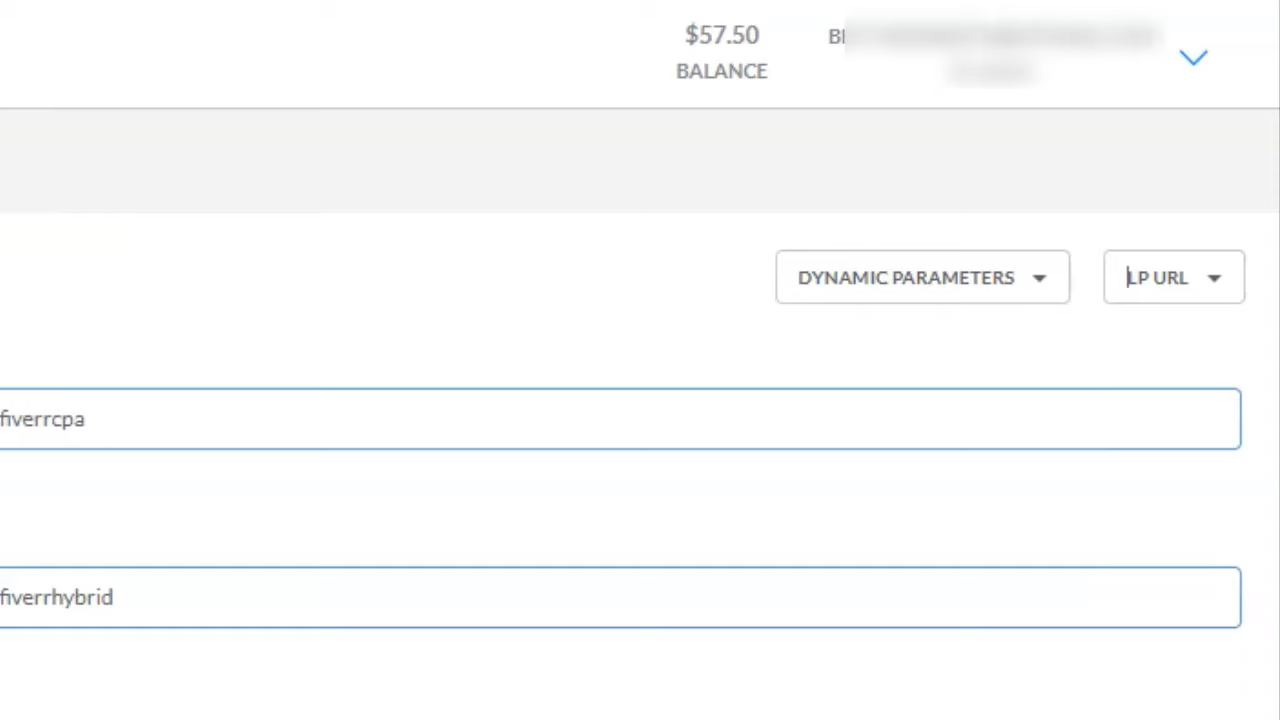 $57.50
BALANCE
DYNAMIC PARAMETERS
LP URL
fiverrcpa
fiverrhybrid